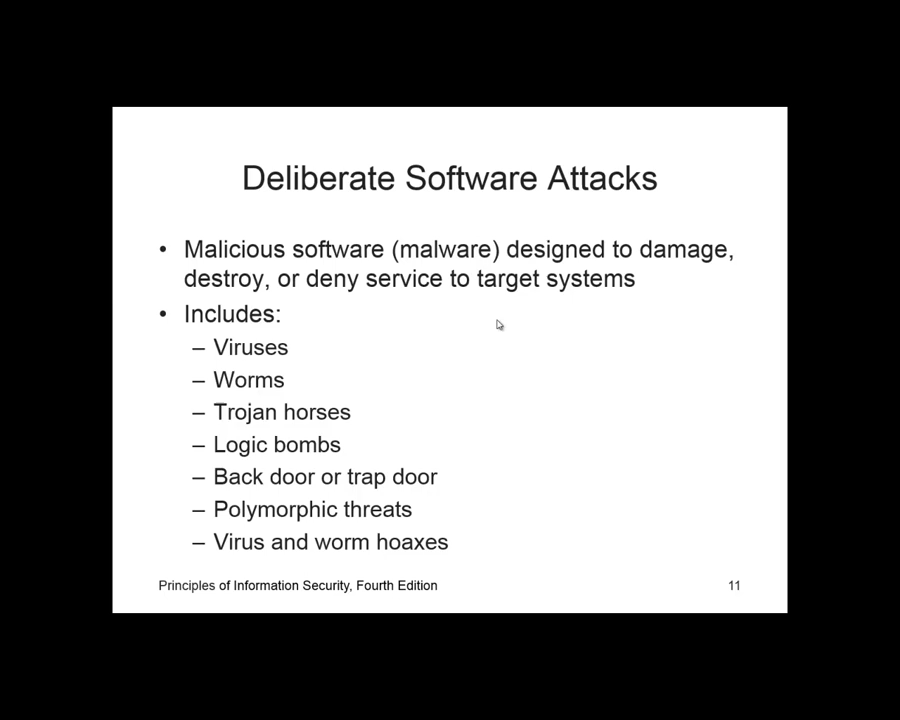 Deliberate Software Attacks
• Malicious software (malware) designed to damage,
destroy, or deny service to target systems
• Includes:
– Viruses
– Worms
– Trojan horses
– Logic bombs
– Back door or trap door
– Polymorphic threats
– Virus and worm hoaxes
Principles of Information Security, Fourth Edition 11